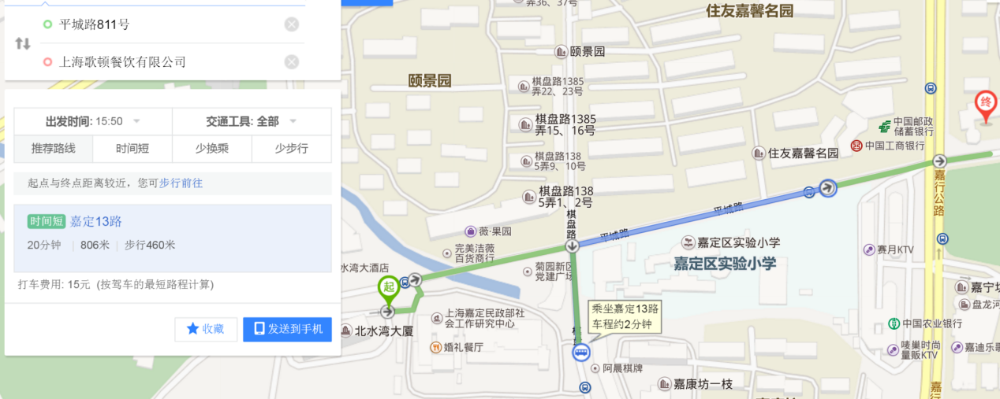 平城路811号
上海歌顿餐饮有限公司
出发时间: 15:50
交通工具: 全部
推荐路线
时间短
少换乘
少步行
起点与终点距离较近，您可步行前往
时间短 嘉定13路
20分钟 | 806米 | 步行460米
打车费用: 15元 (按驾车的最短路程计算)
收藏
发送到手机
弄36、37号
住友嘉馨名园
颐景园
颐景园
棋盘路1385
弄22、23号
棋盘路1385
弄15、16号
棋盘路138
5弄9、10号
棋盘路138
5弄1、2号
中国邮政
储蓄银行
中国工商银行
终
住友嘉馨名园
嘉行公路
棋盘路
平城路
平城路
薇·果园
完美洁薇
百货商行
菊园新区
党建广场
嘉定区实验小学
嘉定区实验小学
赛月KTV
水湾大酒店
起
北水湾大厦
上海嘉定民政部社
会工作研究中心
婚礼餐厅
乘坐嘉定13路
车程约2分钟
阿晨棋牌
嘉康坊一枝
嘉宁坊
盘龙河
中国农业银行
唛巢时尚
量贩KTV
嘉迪乐歌
嘉行